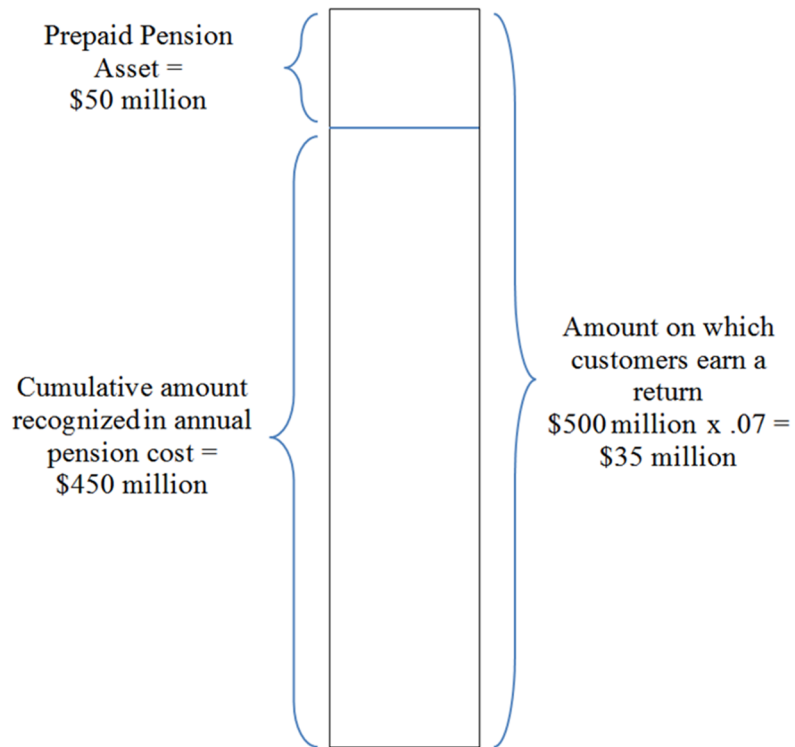 Prepaid Pension
Asset =
$50 million
Cumulative amount
recognized in annual
pension cost =
$450 million
Amount on which
customers earn a
return
$500 million x .07 =
$35 million